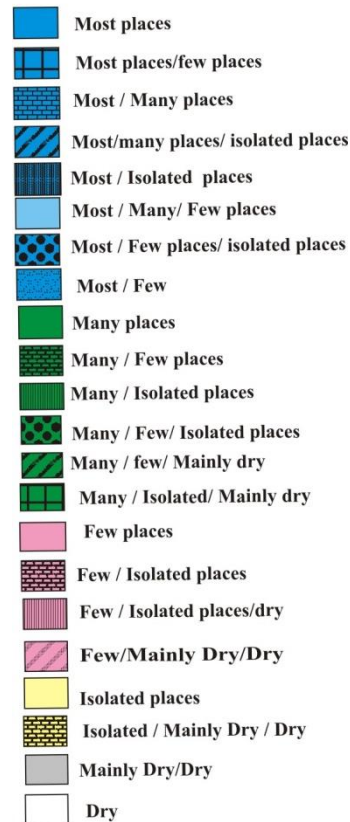 Most places
Most places/few places
Most / Many places
Most/many places/ isolated places
Most / Isolated places
Most / Many/ Few places
Most / Few places/ isolated places
Most / Few
Many places
Many / Few places
Many / Isolated places
Many / Few/ Isolated places
Many / few/ Mainly dry
Many / Isolated/ Mainly dry
Few places
Few / Isolated places
Few / Isolated places/dry
Few/Mainly Dry/Dry
Isolated places
Isolated / Mainly Dry / Dry
Mainly Dry/Dry
Dry